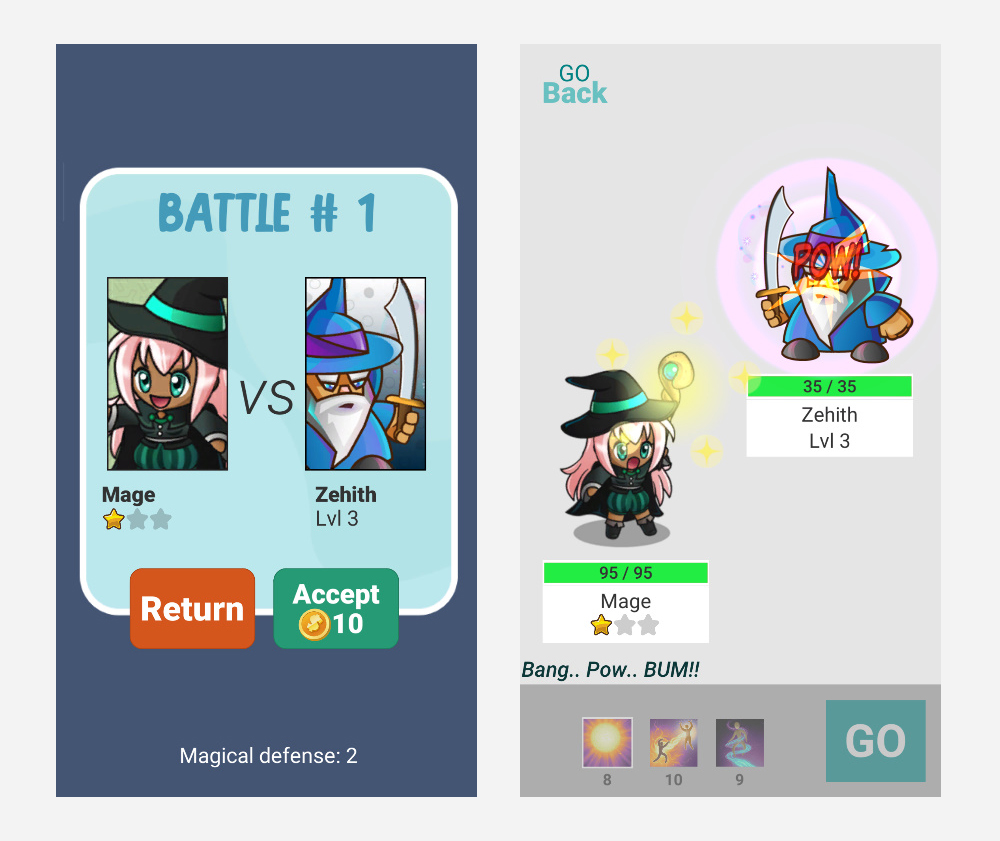 BATTLE # 1
VS
Mage
Zehith
Lvl 3
Return
Accept
10
Magical defense: 2
GO
Back
POW!
35 / 35
Zehith
Lvl 3
95 / 95
Mage
Bang.. Pow.. BUM!!
8
10
9
GO